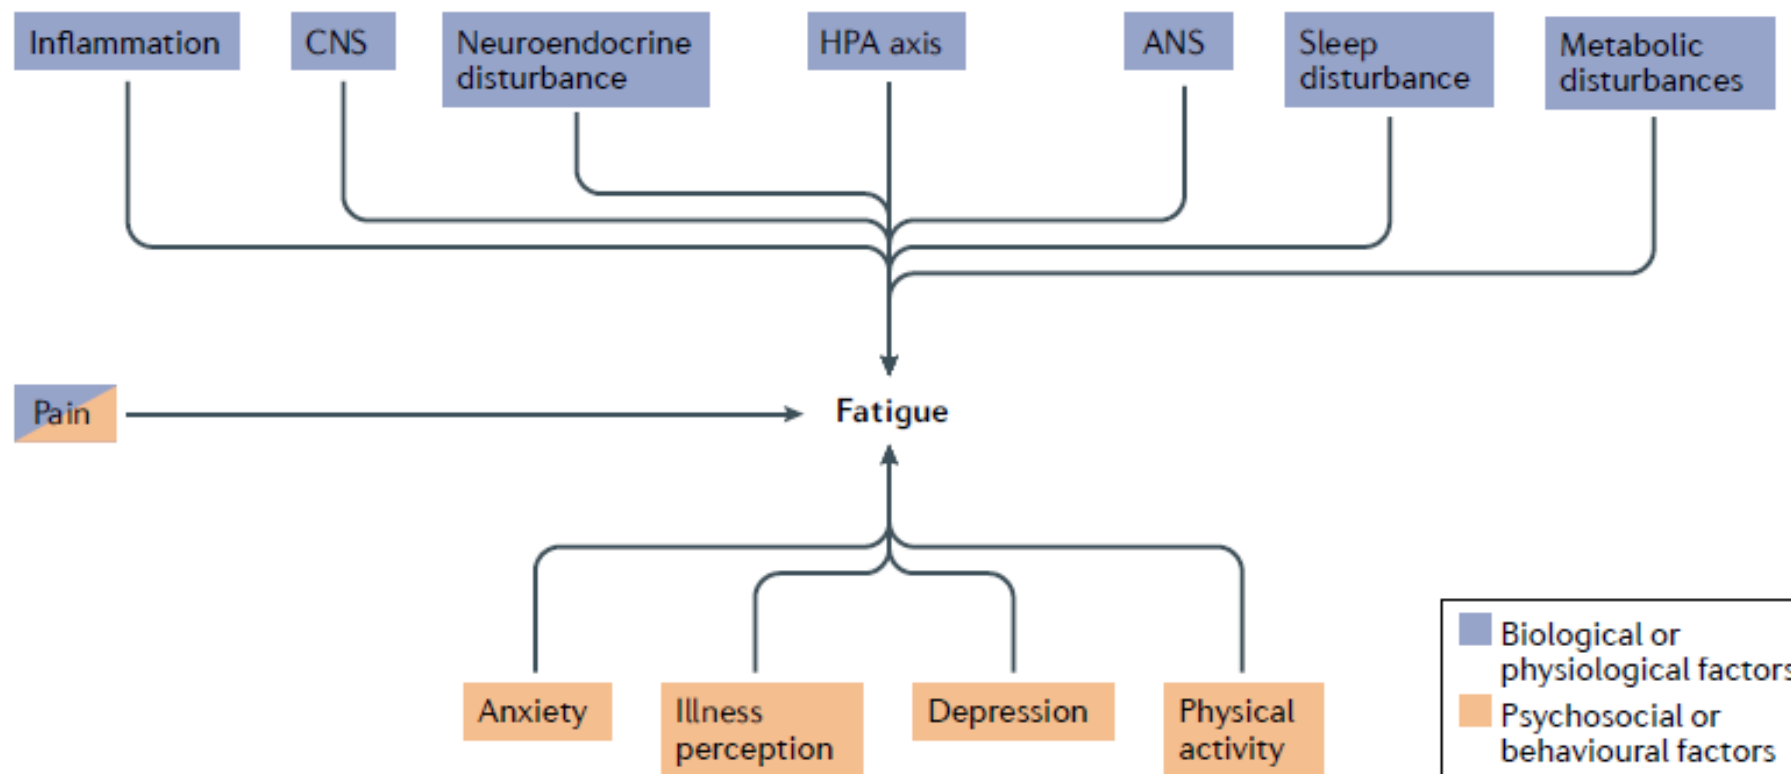 Inflammation
CNS
Neuroendocrine
disturbance
HPA axis
ANS
Sleep
disturbance
Metabolic
disturbances
Pain
Fatigue
Anxiety
Illness
perception
Depression
Physical
activity
Biological or
physiological factors
Psychosocial or
behavioural factors